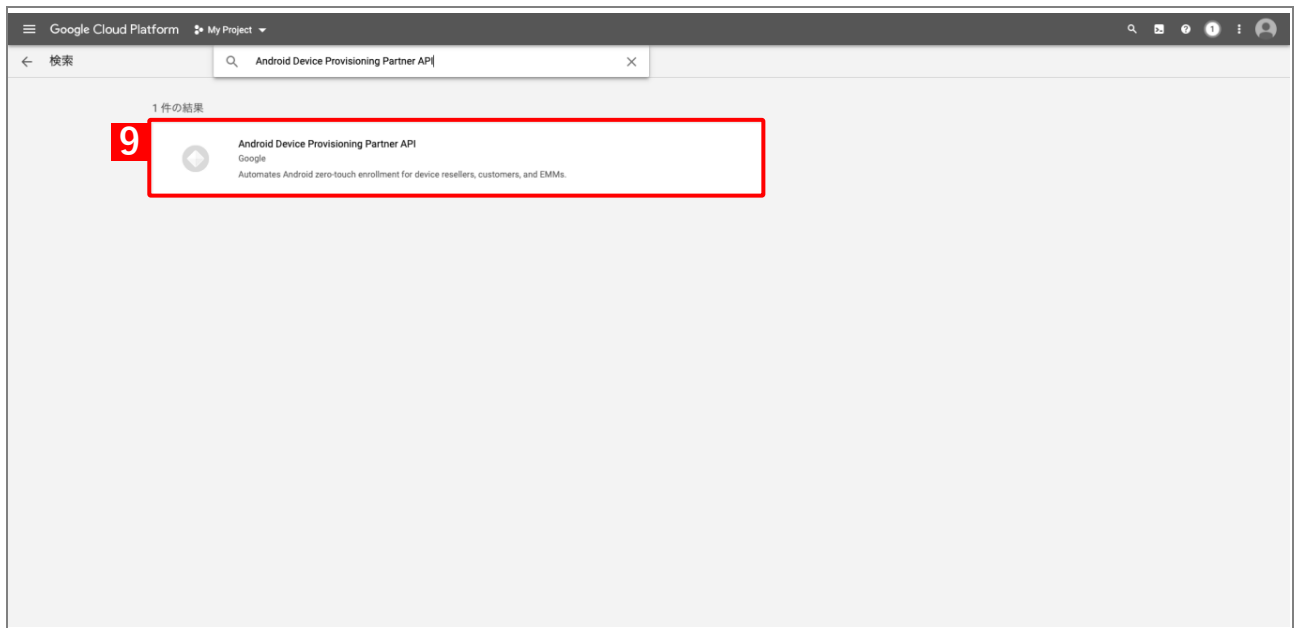 Google Cloud Platform My Project 1
検索 Android Device Provisioning Partner API
1 件の結果
9
Android Device Provisioning Partner API
Google
Automates Android zero-touch enrollment for device resellers, customers, and EMMs.